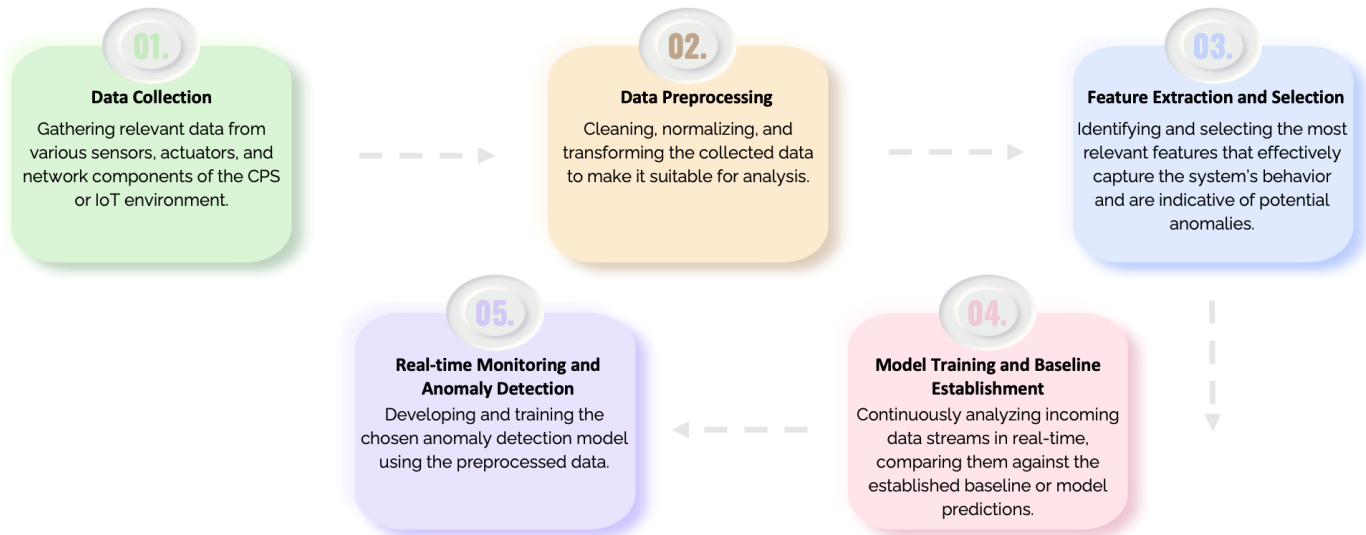 01.
Data Collection
Gathering relevant data from
various sensors, actuators, and
network components of the CPS
or IoT environment.
02.
Data Preprocessing
Cleaning, normalizing, and
transforming the collected data
to make it suitable for analysis.
03.
Feature Extraction and Selection
Identifying and selecting the most
relevant features that effectively
capture the system's behavior
and are indicative of potential
anomalies.
04.
Model Training and Baseline
Establishment
Continuously analyzing incoming
data streams in real-time,
comparing them against the
established baseline or model
predictions.
05.
Real-time Monitoring and
Anomaly Detection
Developing and training the
chosen anomaly detection model
using the preprocessed data.